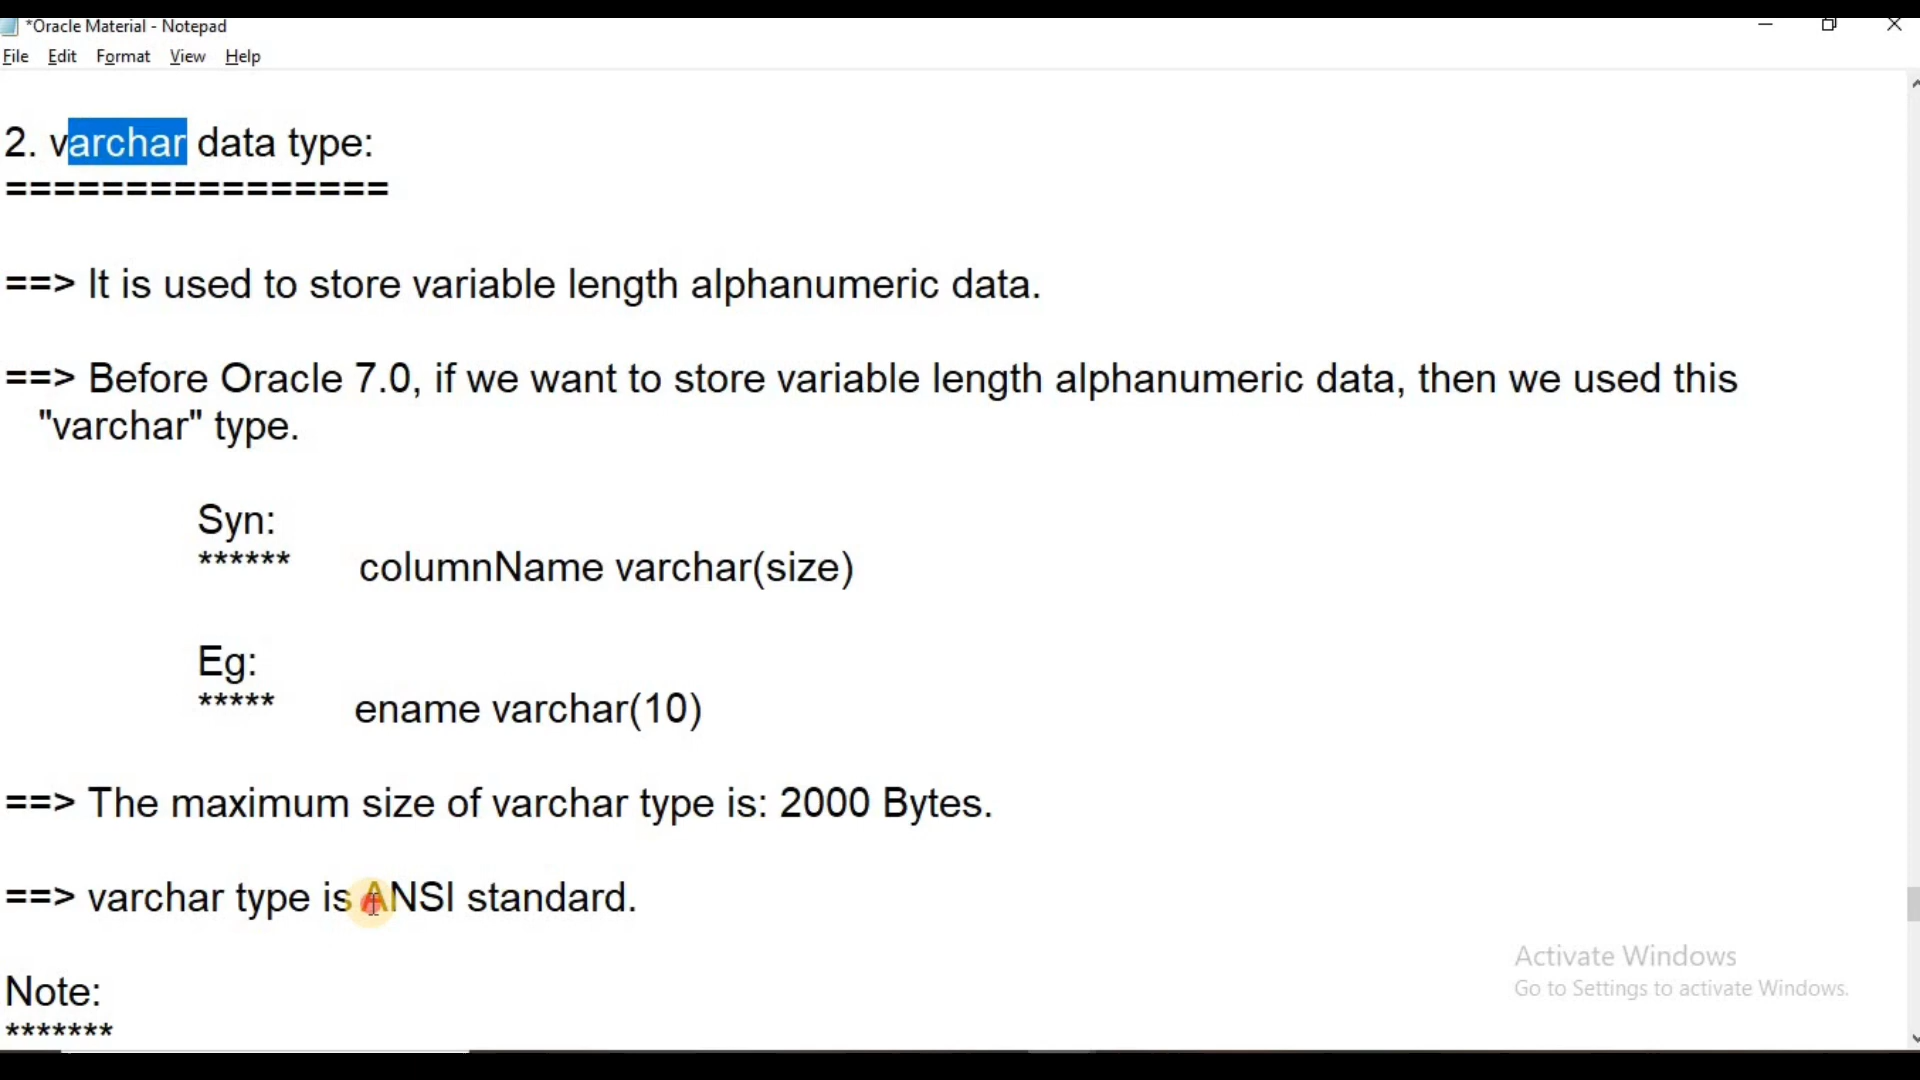 *Oracle Material - Notepad
File Edit Format View Help
2. varchar data type:
================
==> It is used to store variable length alphanumeric data.
==> Before Oracle 7.0, if we want to store variable length alphanumeric data, then we used this
"varchar" type.
Syn:
****** columnName varchar(size)
Eg:
***** ename varchar(10)
==> The maximum size of varchar type is: 2000 Bytes.
==> varchar type is ANSI standard.
Note:
*******
Activate Windows
Go to Settings to activate Windows.